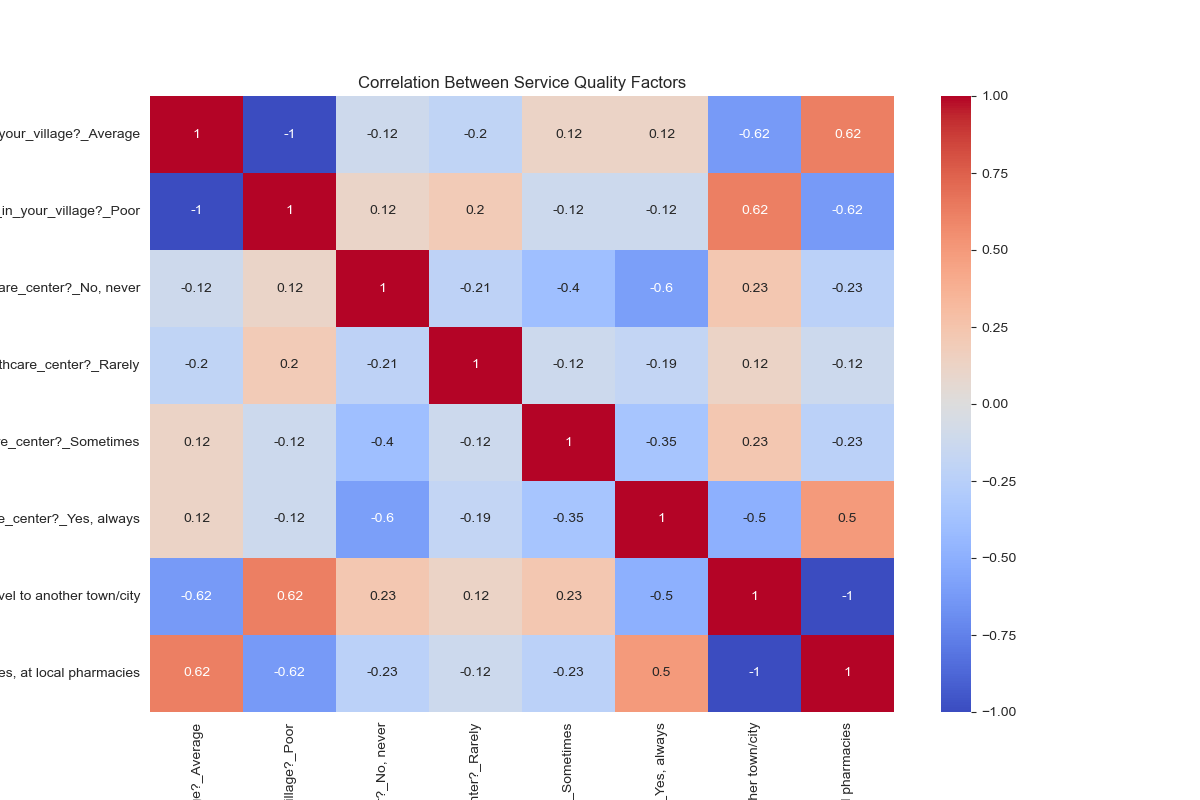 Correlation Between Service Quality Factors
your_village?_Average 1 -1 -0.12 -0.2 0.12 0.12 -0.62 0.62
_in_your_village?_Poor -1 1 0.12 0.2 -0.12 -0.12 0.62 -0.62
are_center?_No, never -0.12 0.12 1 -0.21 -0.4 -0.6 0.23 -0.23
thcare_center?_Rarely -0.2 0.2 -0.21 1 -0.12 -0.19 0.12 -0.12
re_center?_Sometimes 0.12 -0.12 -0.4 -0.12 1 -0.35 0.23 -0.23
e_center?_Yes, always 0.12 -0.12 -0.6 -0.19 -0.35 1 -0.5 0.5
vel to another town/city -0.62 0.62 0.23 0.12 0.23 -0.5 1 -1
es, at local pharmacies 0.62 -0.62 -0.23 -0.12 -0.23 0.5 -1 1
ge?_Average
illage?_Poor
r?_No, never
nter?_Rarely
_Sometimes
_Yes, always
her town/city
l pharmacies
1.00
0.75
0.50
0.25
0.00
−0.25
−0.50
−0.75
−1.00